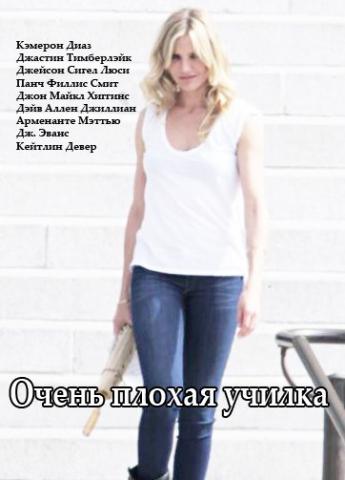 Кэмерон Диаз
Джастин Тимберлэйк
Джейсон Сигел Люси
Панч Филлис Смит
Джон Майкл Хиггинс
Дэйв Аллен Джиллиан
Арменанте Мэттью
Дж. Эванс
Кейтлин Девер
Очень плохая училка